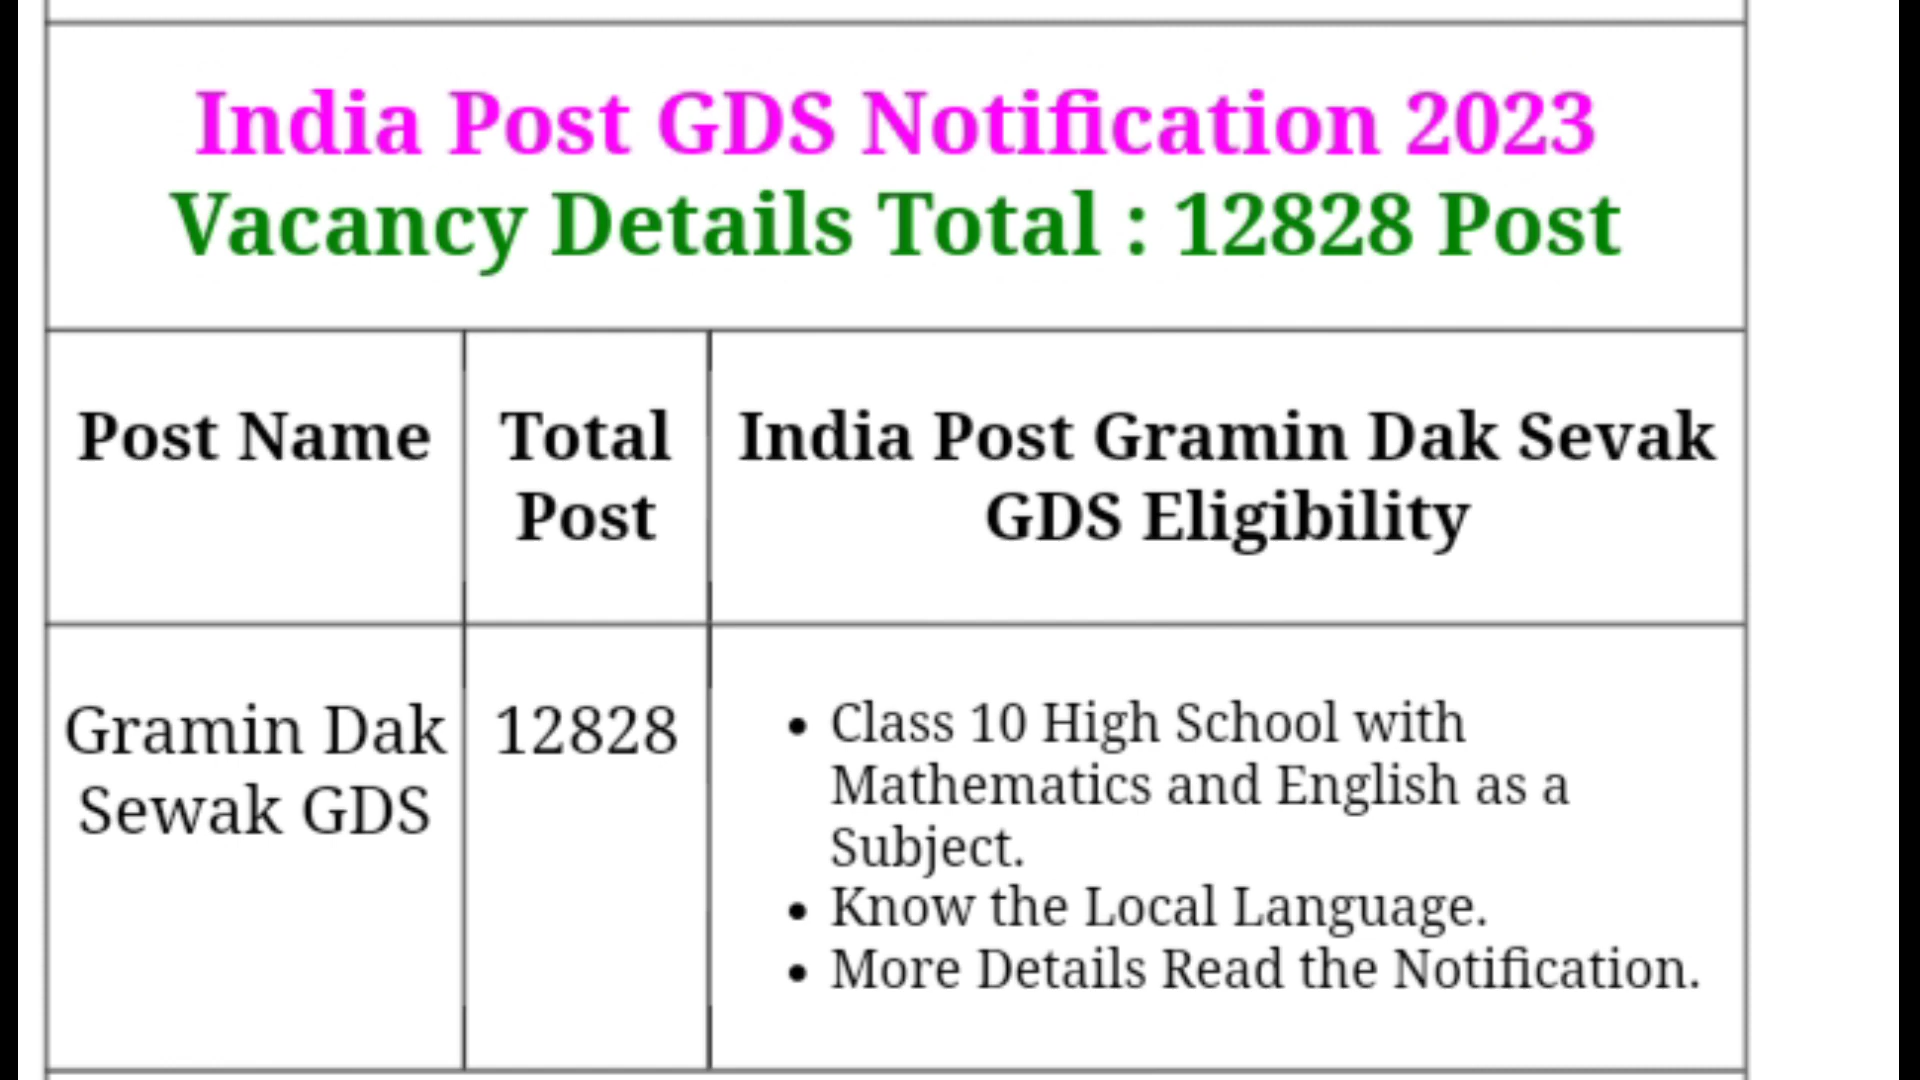 India Post GDS Notification 2023
Vacancy Details Total : 12828 Post
Post Name
Total
Post
India Post Gramin Dak Sevak
GDS Eligibility
Gramin Dak
Sewak GDS
12828
• Class 10 High School with
Mathematics and English as a
Subject.
• Know the Local Language.
• More Details Read the Notification.